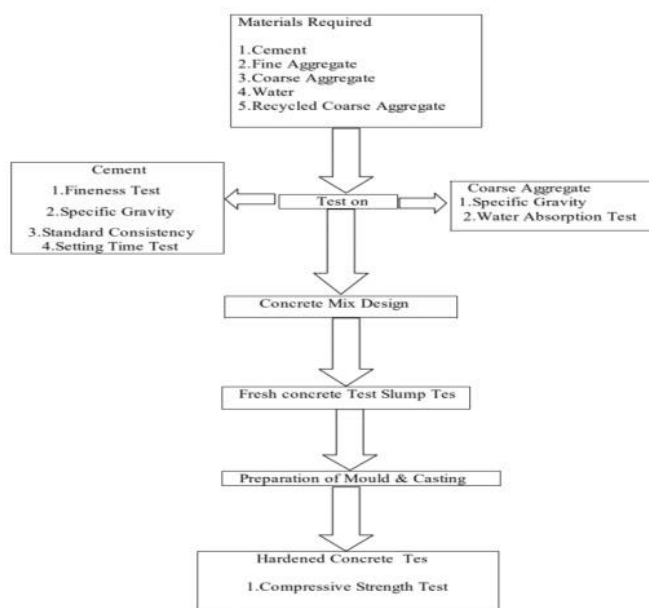 Materials Required
1.Cement
2.Fine Aggregate
3.Coarse Aggregate
4.Water
5.Recycled Coarse Aggregate
Cement
1.Fineness Test
2.Specific Gravity
3.Standard Consistency
4.Setting Time Test
Test on
Coarse Aggregate
1.Specific Gravity
2.Water Absorption Test
Concrete Mix Design
Fresh concrete Test Slump Tes
Preparation of Mould & Casting
Hardened Concrete Tes
1.Compressive Strength Test